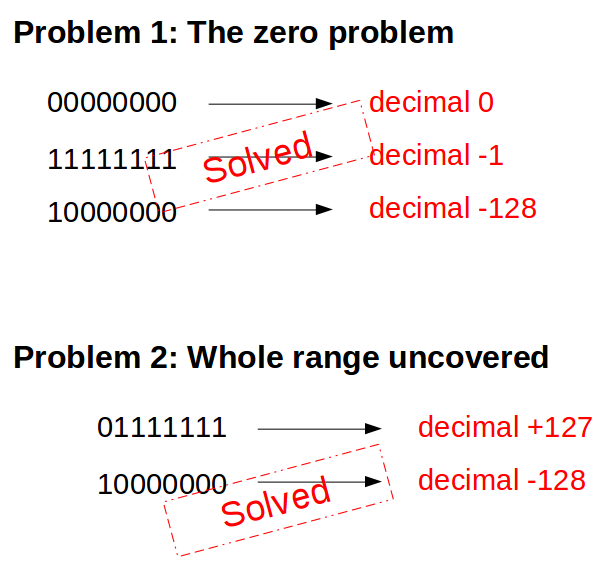 Problem 1: The zero problem
00000000 decimal 0
11111111 Solved decimal -1
10000000 decimal -128
Problem 2: Whole range uncovered
01111111 decimal +127
10000000 Solved decimal -128